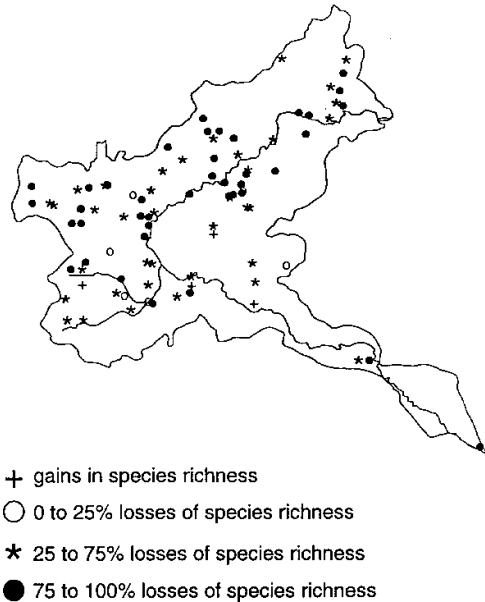 + gains in species richness
○ 0 to 25% losses of species richness
* 25 to 75% losses of species richness
● 75 to 100% losses of species richness